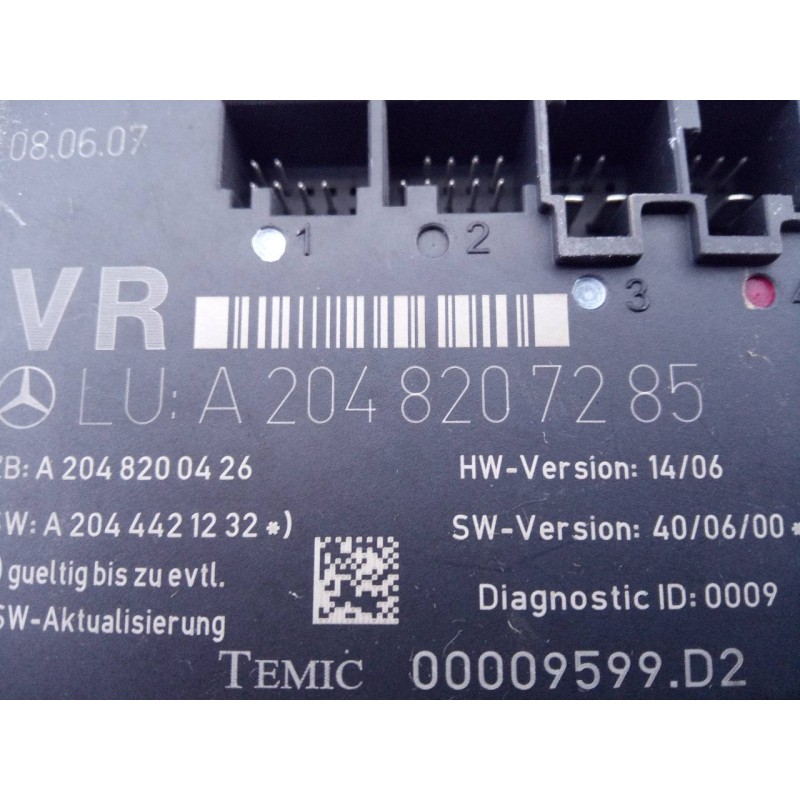 08.06.07
1 2 3 4
VR
LU: A 204 820 72 85
ZB: A 204 820 04 26
HW-Version: 14/06
SW: A 204 442 12 32 *)
SW-Version: 40/06/00*
) gueltig bis zu evtl.
SW-Aktualisierung
Diagnostic ID: 0009
TEMIC 00009599.D2